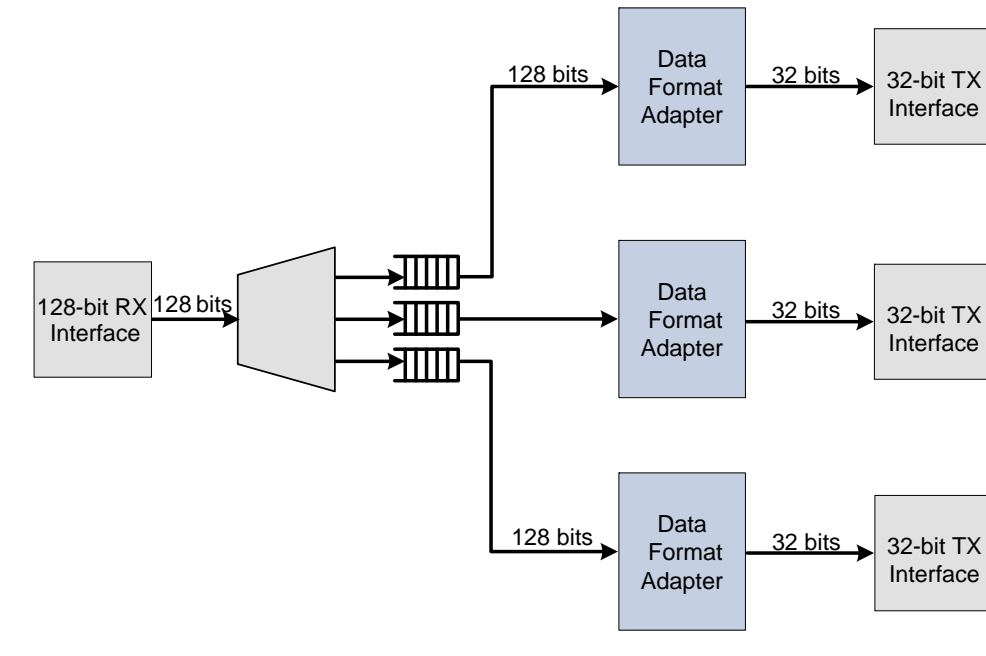 128 bits
Data
Format
Adapter
32 bits
32-bit TX
Interface
128-bit RX
Interface
128 bits
Data
Format
Adapter
32 bits
32-bit TX
Interface
128 bits
Data
Format
Adapter
32 bits
32-bit TX
Interface